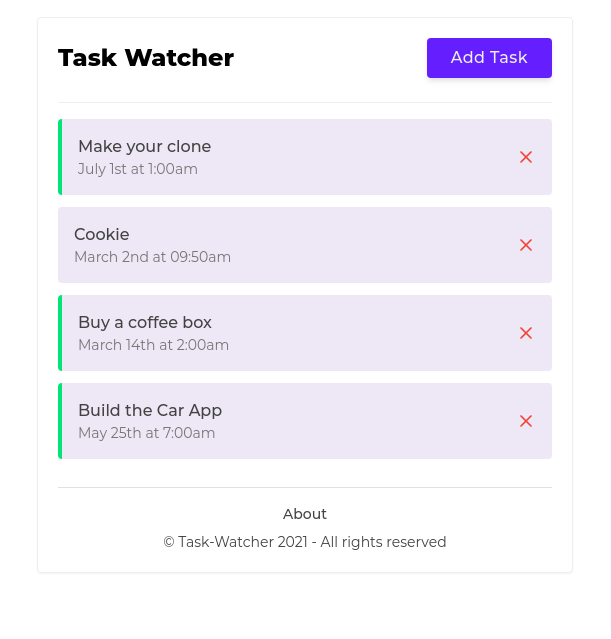 Task Watcher
Add Task
Make your clone
July 1st at 1:00am
Cookie
March 2nd at 09:50am
Buy a coffee box
March 14th at 2:00am
Build the Car App
May 25th at 7:00am
About
© Task-Watcher 2021 - All rights reserved